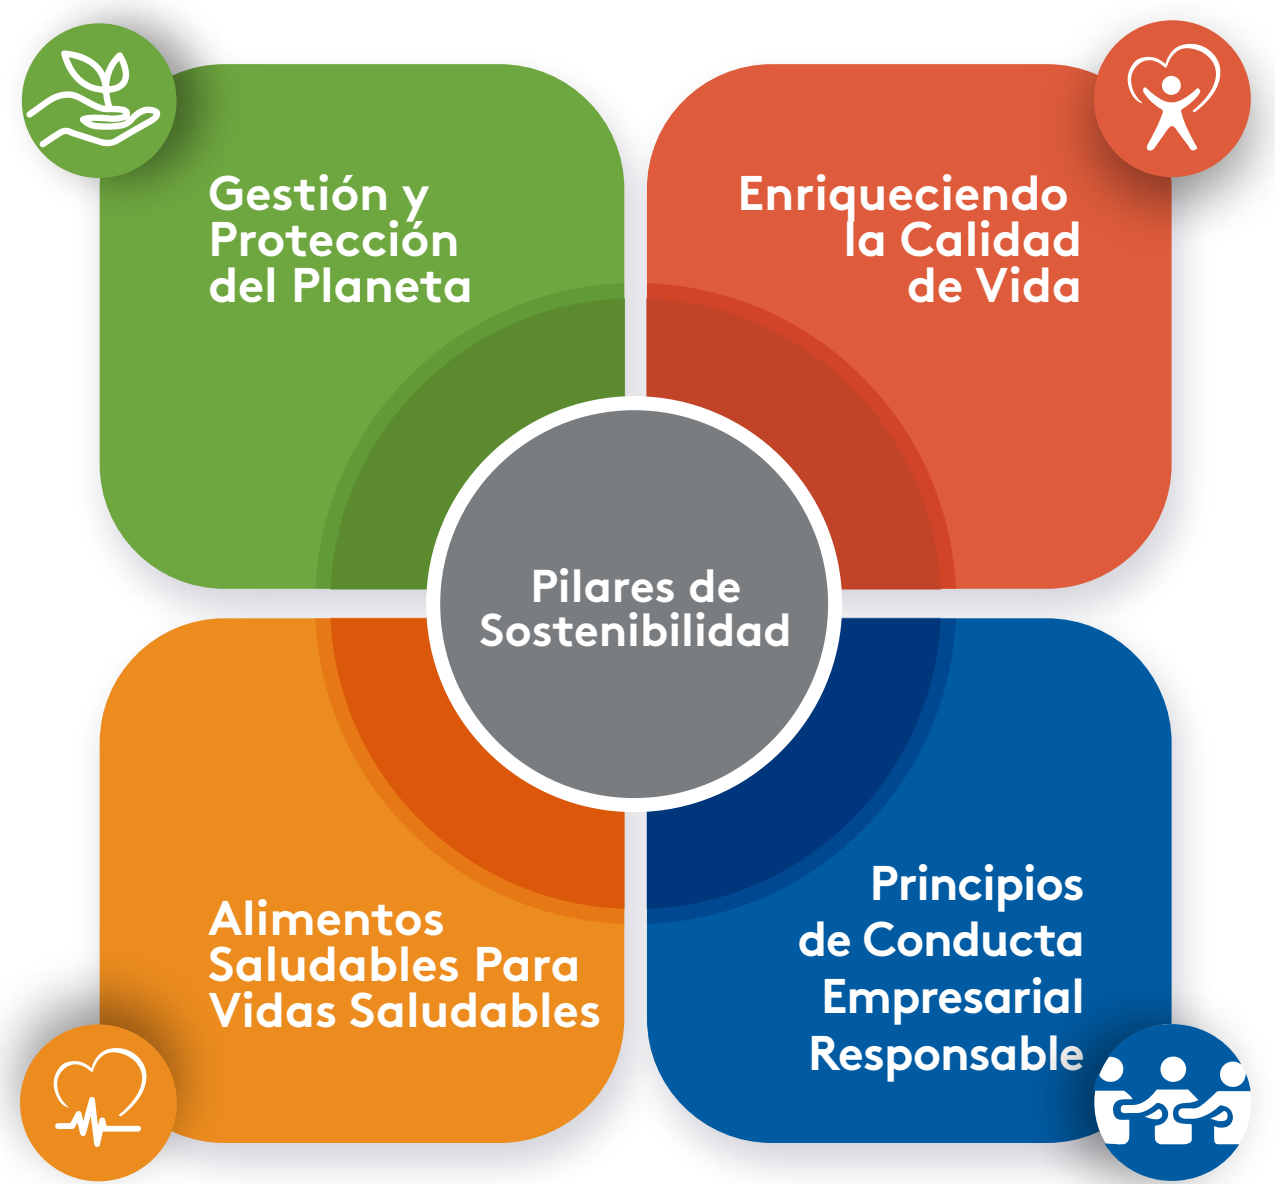 Gestión y
Protección
del Planeta
Enriqueciendo
la Calidad
de Vida
Pilares de
Sostenibilidad
Alimentos
Saludables Para
Vidas Saludables
Principios
de Conducta
Empresarial
Responsable